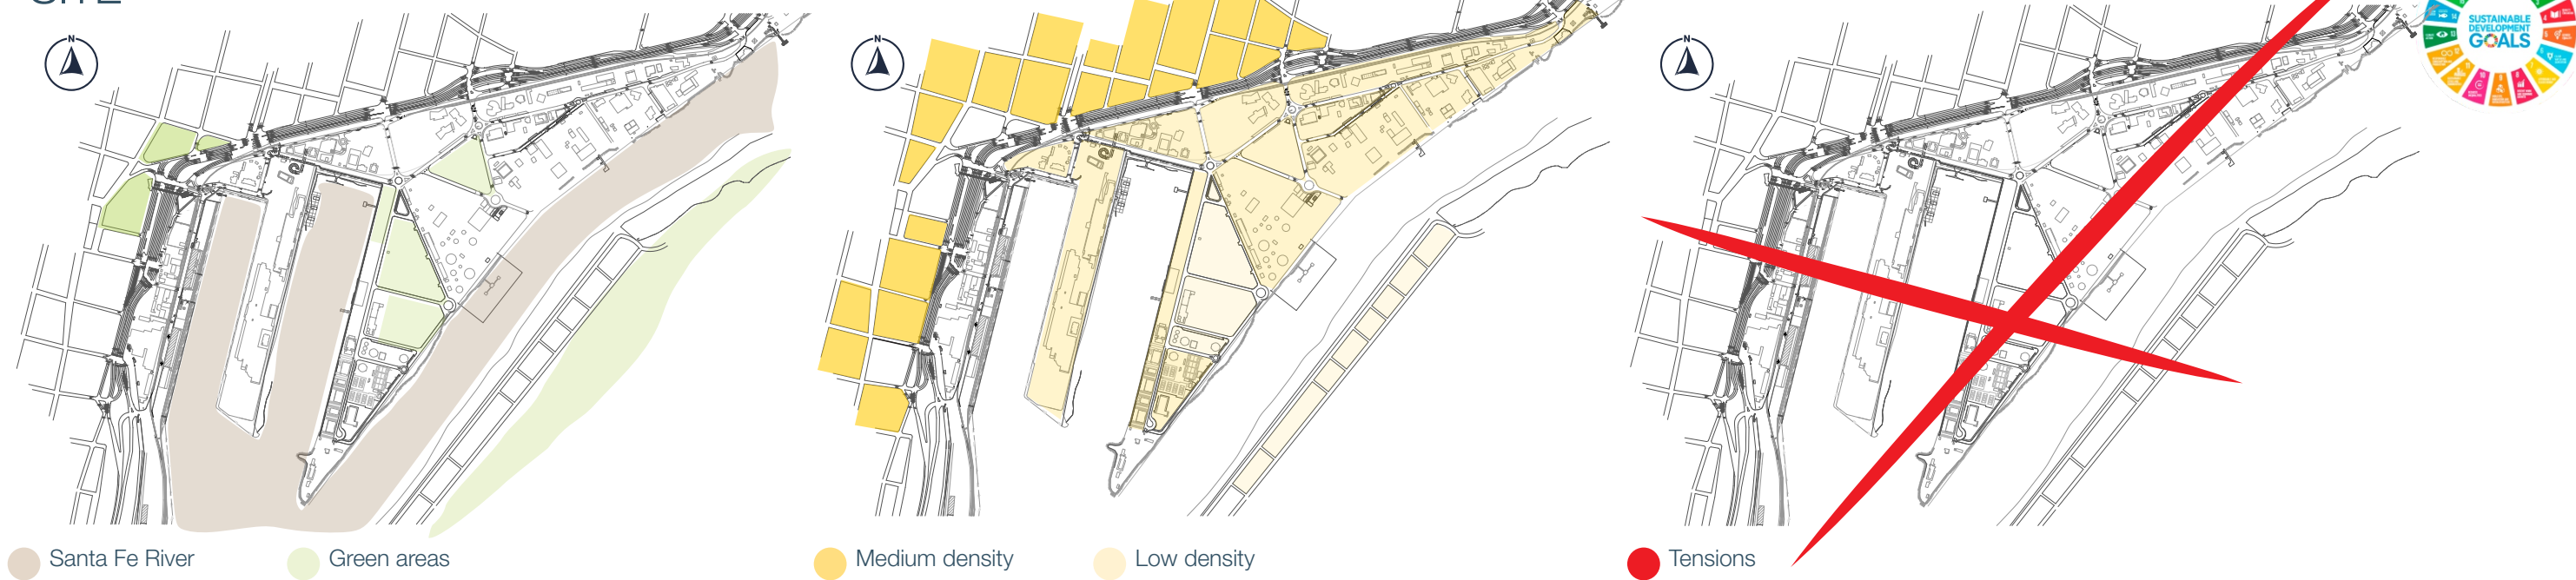 N
N
N
SUSTAINABLE
DEVELOPMENT
GOALS
Santa Fe River
Green areas
Medium density
Low density
Tensions